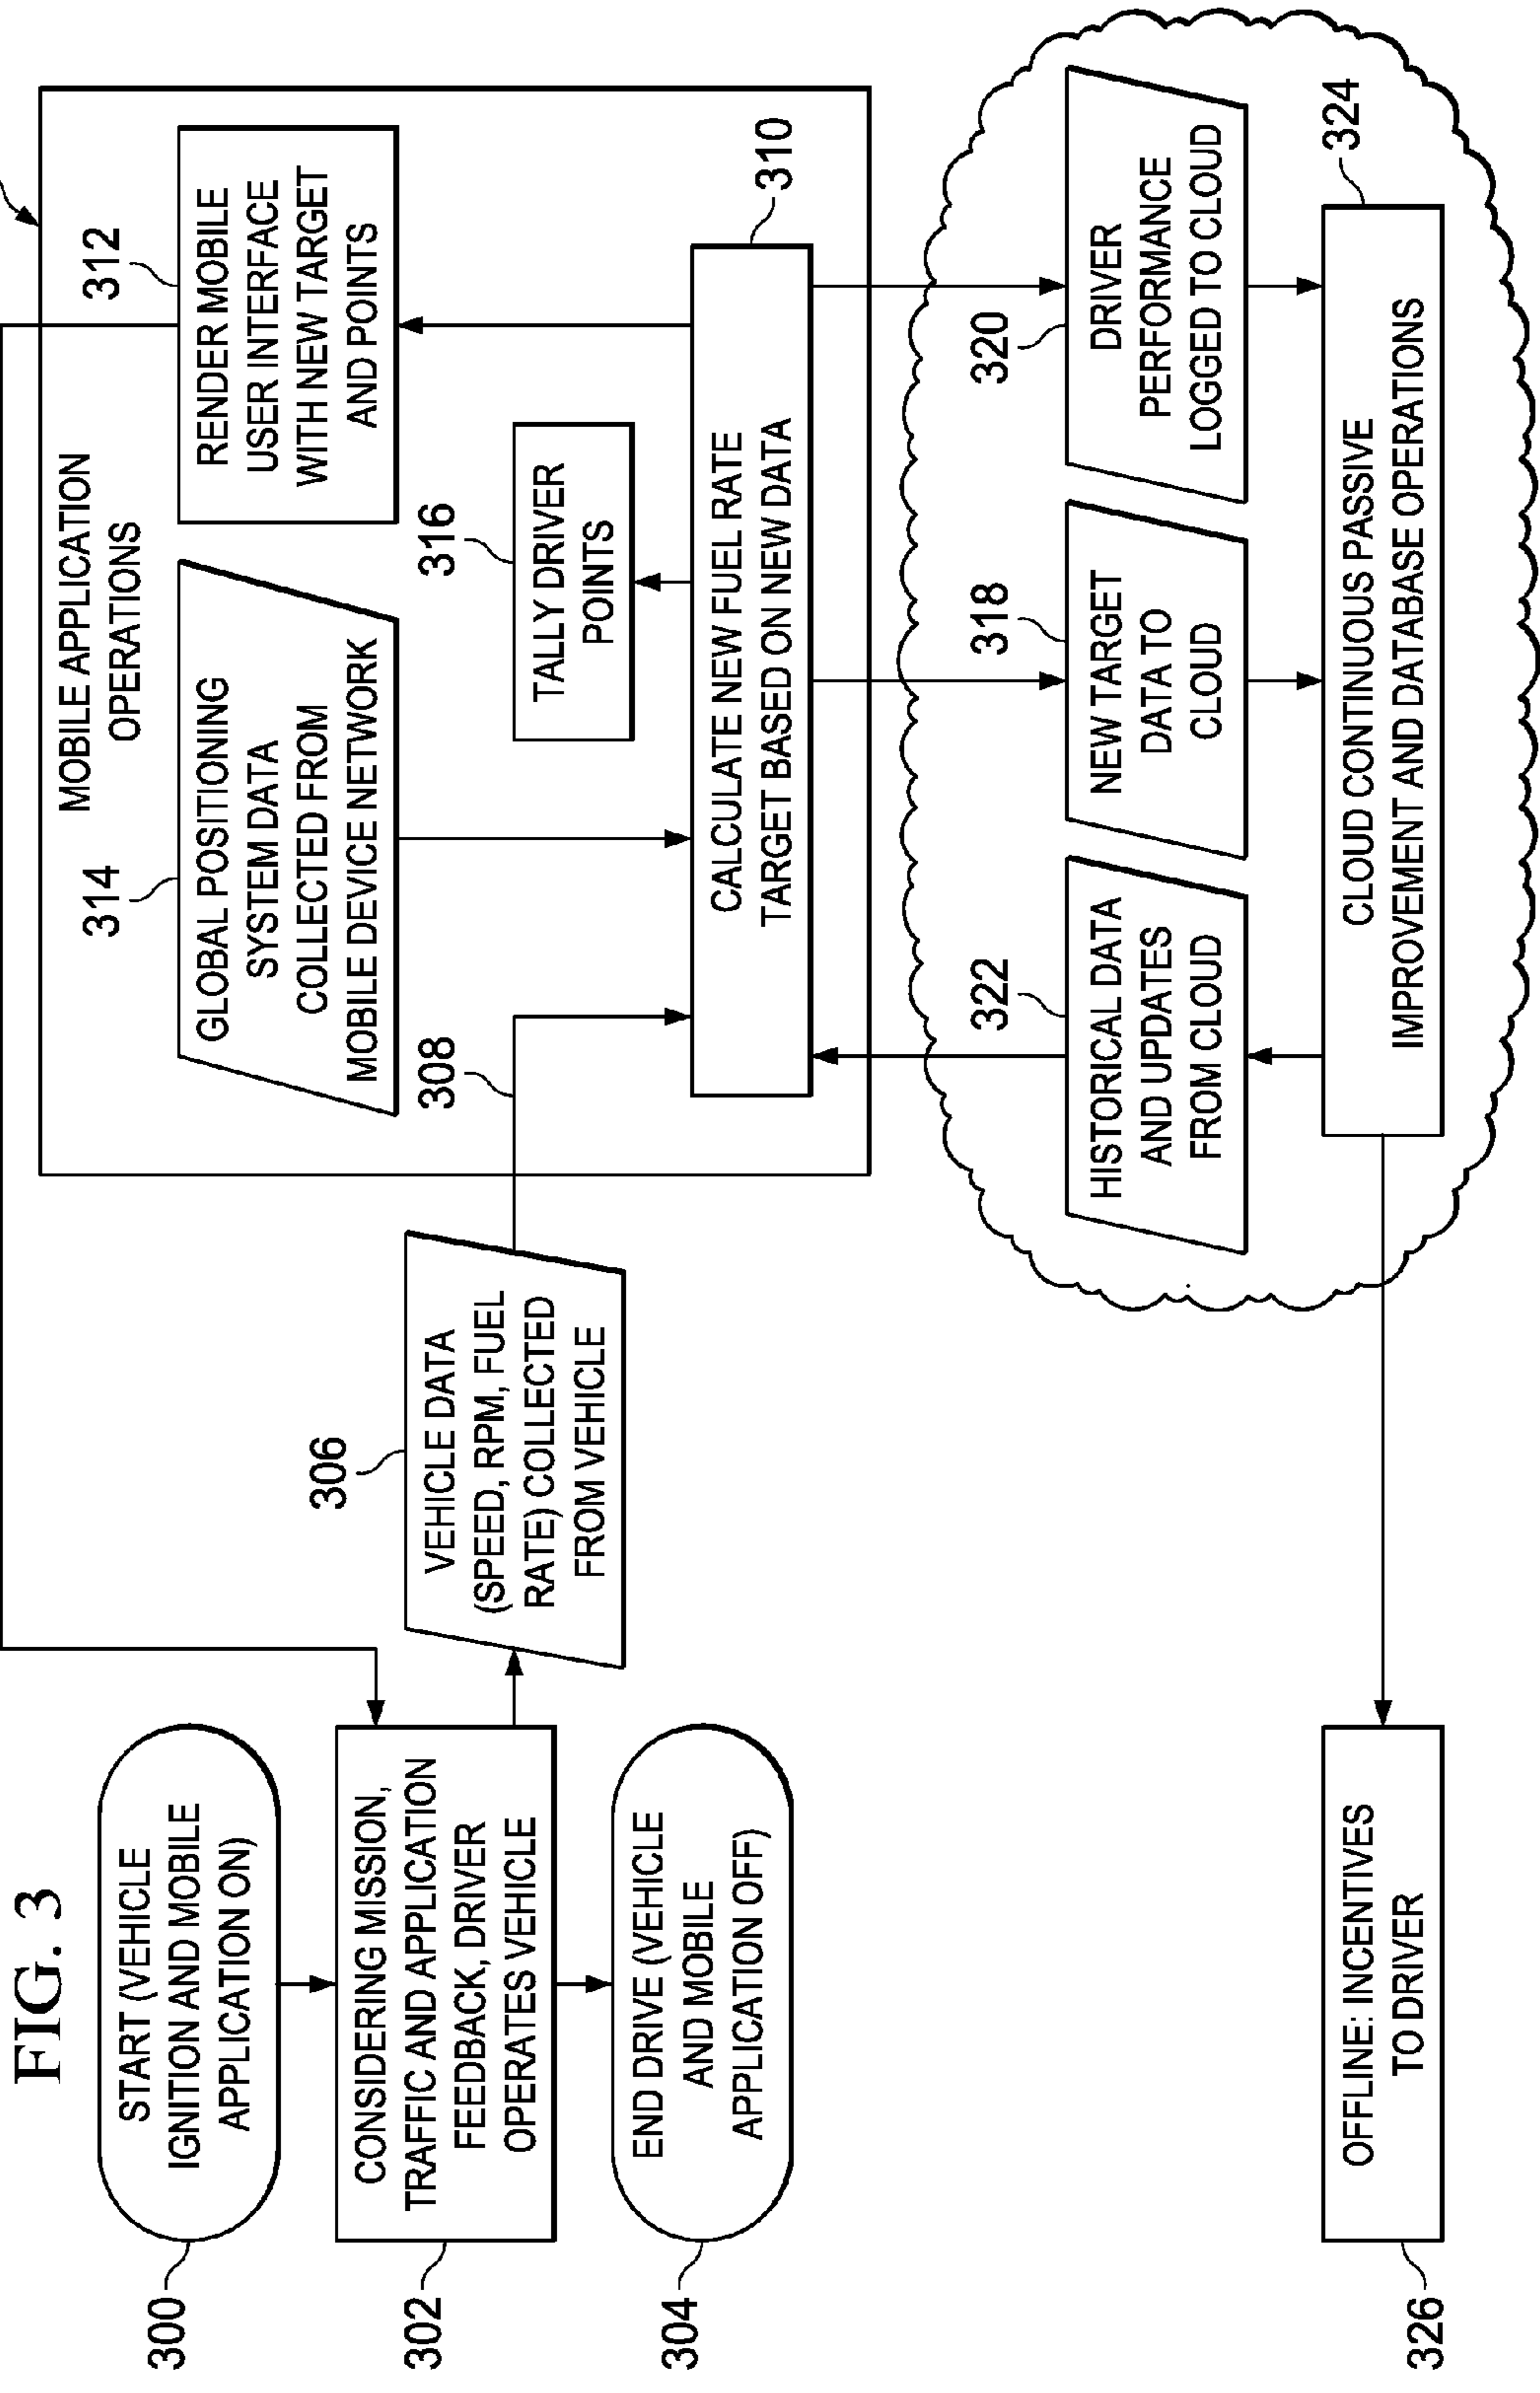 FIG. 3
300
START (VEHICLE
IGNITION AND MOBILE
APPLICATION ON)
302
CONSIDERING MISSION,
TRAFFIC AND APPLICATION
FEEDBACK, DRIVER
OPERATES VEHICLE
304
END DRIVE (VEHICLE
AND MOBILE
APPLICATION OFF)
306
VEHICLE DATA
(SPEED, RPM, FUEL
RATE) COLLECTED
FROM VEHICLE
308
MOBILE APPLICATION
OPERATIONS
314
GLOBAL POSITIONING
SYSTEM DATA
COLLECTED FROM
MOBILE DEVICE NETWORK
312
RENDER MOBILE
USER INTERFACE
WITH NEW TARGET
AND POINTS
316
TALLY DRIVER
POINTS
310
CALCULATE NEW FUEL RATE
TARGET BASED ON NEW DATA
322
HISTORICAL DATA
AND UPDATES
FROM CLOUD
318
NEW TARGET
DATA TO
CLOUD
320
DRIVER
PERFORMANCE
LOGGED TO CLOUD
324
CLOUD CONTINUOUS PASSIVE
IMPROVEMENT AND DATABASE OPERATIONS
326
OFFLINE: INCENTIVES
TO DRIVER